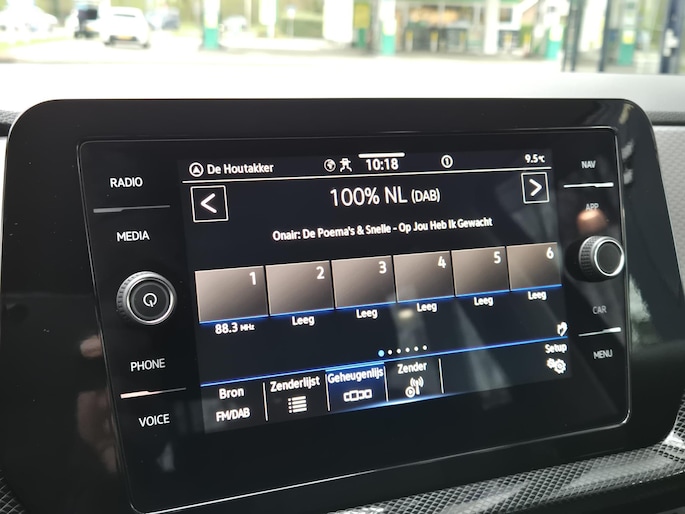 De Houtakker 10:18 ① 9.5°C
RADIO
MEDIA
PHONE
VOICE
NAV
APP
CAR
MENU
< 100% NL (DAB) >
Onair: De Poema's & Snelle - Op Jou Heb Ik Gewacht
1 2 3 4 5 6
88.3 MHz Leeg Leeg Leeg Leeg Leeg
Setup
Bron Zenderlijst Geheugenlijs Zender
FM/DAB